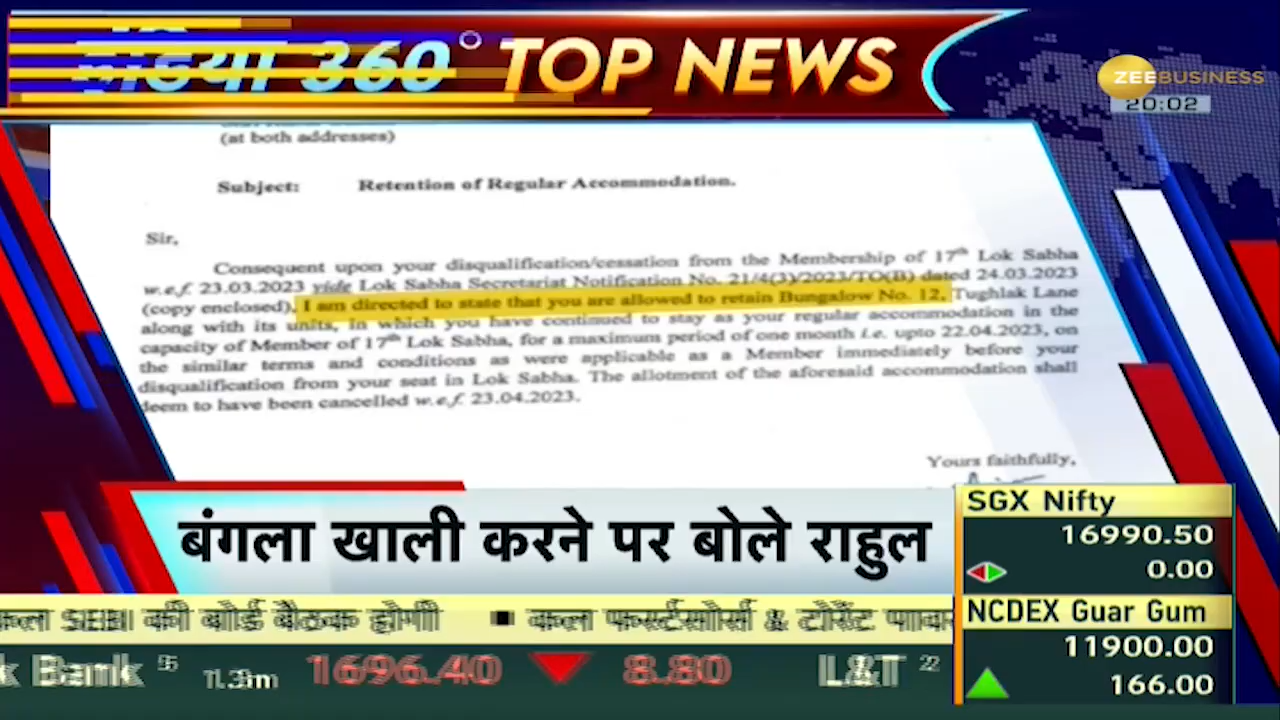 इंडिया 360° TOP NEWS
ZEEBUSINESS
20:02
(at both addresses)
Subject: Retention of Regular Accommodation.
Sir,
Consequent upon your disqualification/cessation from the Membership of 17th Lok Sabha
w.e.f. 23.03.2023 vide Lok Sabha Secretariat Notification No. 21/4(3)/2023/TO(B) dated 24.03.2023
(copy enclosed), I am directed to state that you are allowed to retain Bungalow No. 12, Tughlak Lane
along with its units, in which you have continued to stay as your regular accommodation in the
capacity of Member of 17th Lok Sabha, for a maximum period of one month i.e. upto 22.04.2023, on
the similar terms and conditions as were applicable as a Member immediately before your
disqualification from your seat in Lok Sabha. The allotment of the aforesaid accommodation shall
deem to have been cancelled w.e.f. 23.04.2023.
Yours faithfully,
बंगला खाली करने पर बोले राहुल
SGX Nifty
16990.50
0.00
NCDEX Guar Gum
11900.00
166.00
कल SEBI की बोर्ड बैठक होगी ■ कल फर्स्टसोर्स & टोरेंट पावर
k Bank 1696.40 8.80 L&T